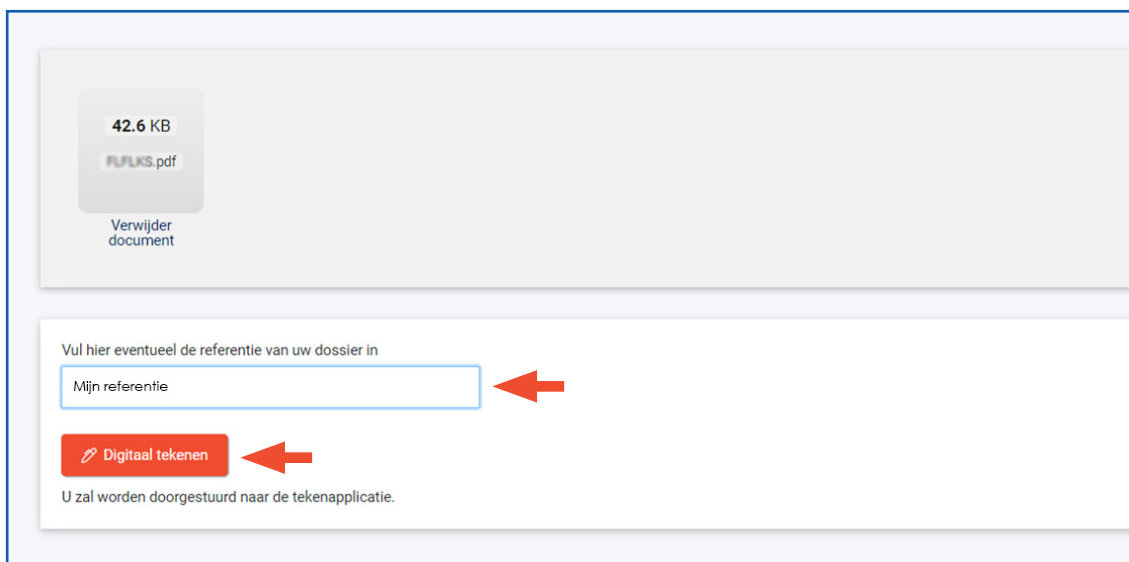 42.6 KB
.pdf
Verwijder
document
Vul hier eventueel de referentie van uw dossier in
Mijn referentie
Digitaal tekenen
U zal worden doorgestuurd naar de tekenapplicatie.